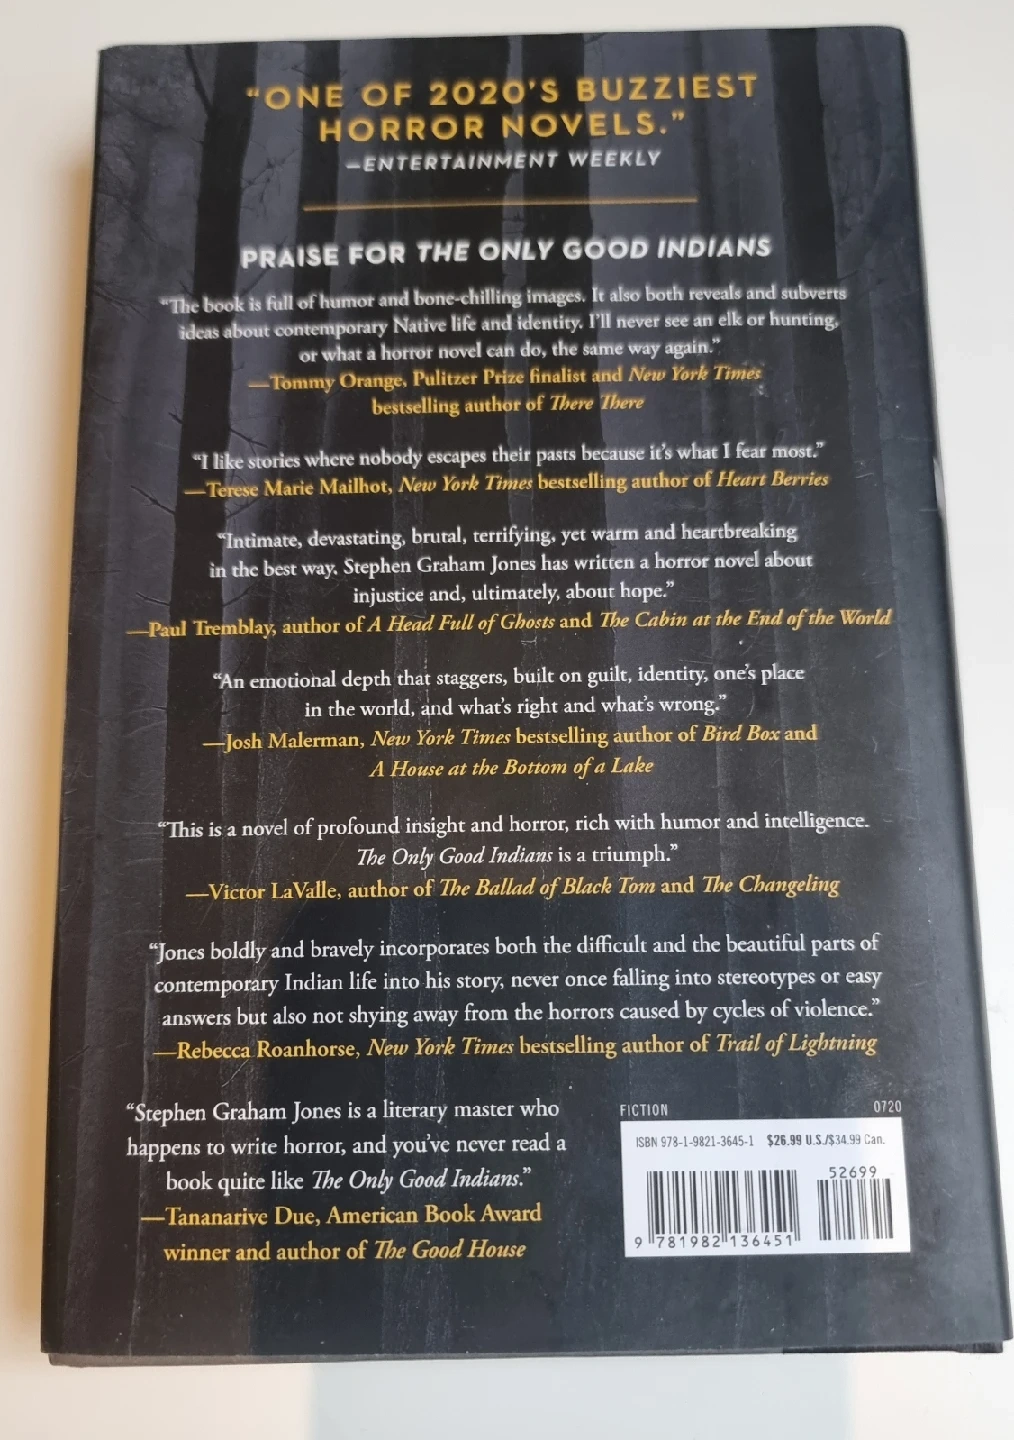 “ONE OF 2020’S BUZZIEST
HORROR NOVELS.”
—ENTERTAINMENT WEEKLY
PRAISE FOR THE ONLY GOOD INDIANS
“The book is full of humor and bone-chilling images. It also both reveals and subverts
ideas about contemporary Native life and identity. I’ll never see an elk or hunting,
or what a horror novel can do, the same way again.”
—Tommy Orange, Pulitzer Prize finalist and New York Times
bestselling author of There There
“I like stories where nobody escapes their pasts because it’s what I fear most.”
—Terese Marie Mailhot, New York Times bestselling author of Heart Berries
“Intimate, devastating, brutal, terrifying, yet warm and heartbreaking
in the best way, Stephen Graham Jones has written a horror novel about
injustice and, ultimately, about hope.”
—Paul Tremblay, author of A Head Full of Ghosts and The Cabin at the End of the World
“An emotional depth that staggers, built on guilt, identity, one’s place
in the world, and what’s right and what’s wrong.”
—Josh Malerman, New York Times bestselling author of Bird Box and
A House at the Bottom of a Lake
“This is a novel of profound insight and horror, rich with humor and intelligence.
The Only Good Indians is a triumph.”
—Victor LaValle, author of The Ballad of Black Tom and The Changeling
“Jones boldly and bravely incorporates both the difficult and the beautiful parts of
contemporary Indian life into his story, never once falling into stereotypes or easy
answers but also not shying away from the horrors caused by cycles of violence.”
—Rebecca Roanhorse, New York Times bestselling author of Trail of Lightning
“Stephen Graham Jones is a literary master who
happens to write horror, and you’ve never read a
book quite like The Only Good Indians.”
—Tananarive Due, American Book Award
winner and author of The Good House
FICTION 0720
ISBN 978-1-9821-3645-1 $26.99 U.S./$34.99 Can.
52699
9 781982 136451